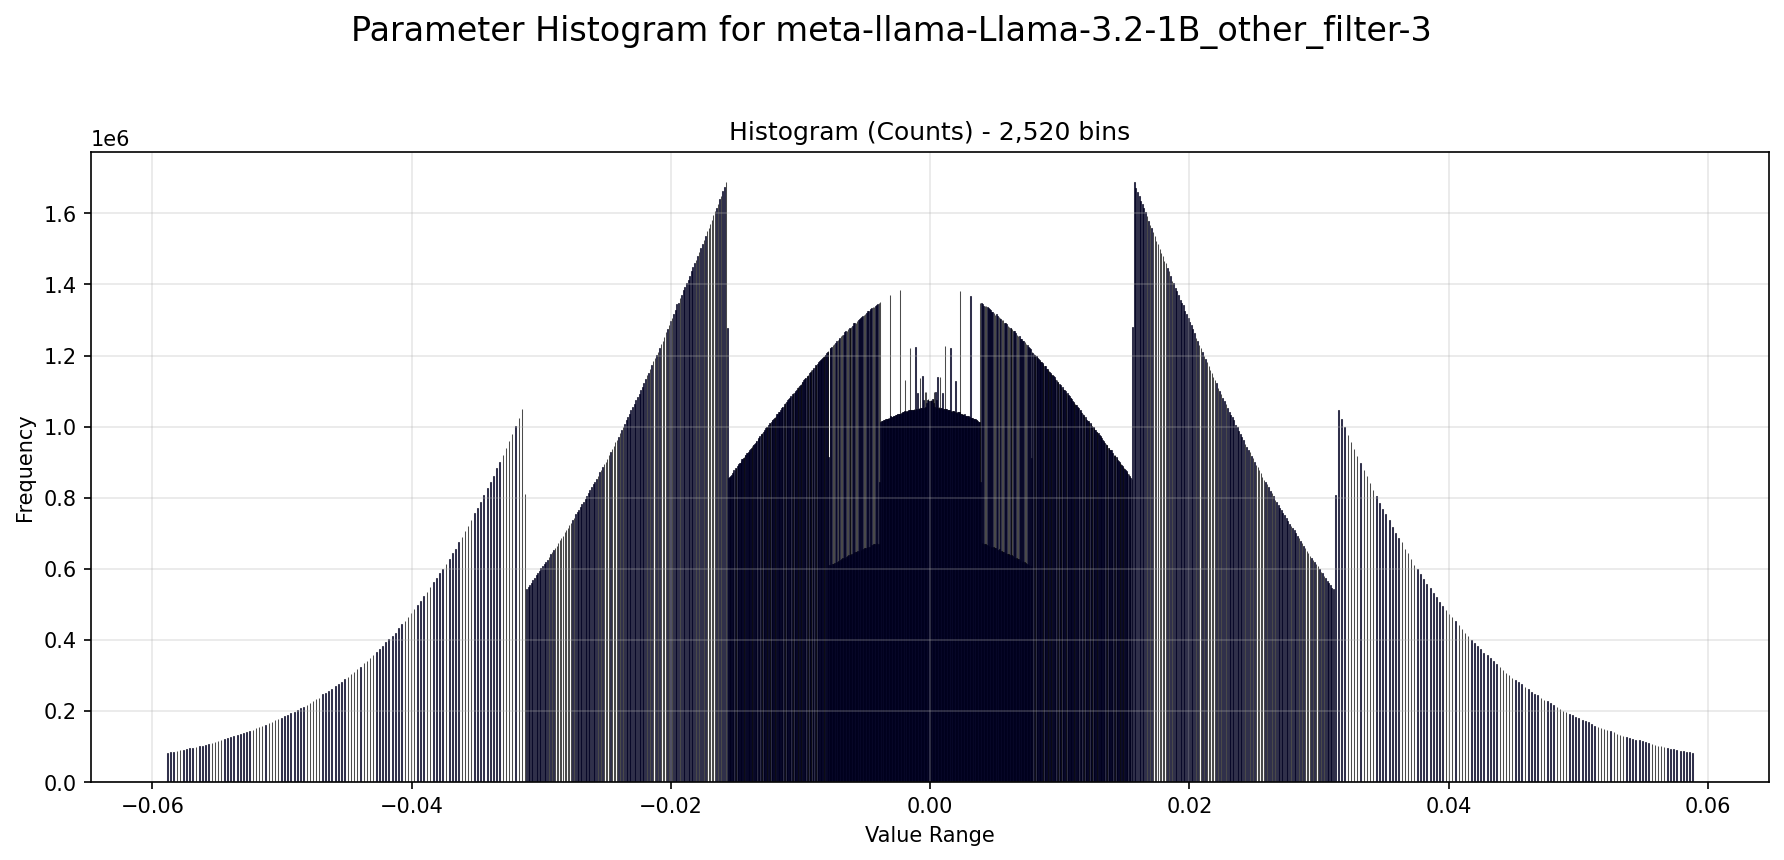 Parameter Histogram for meta-llama-Llama-3.2-1B_other_filter-3
Histogram (Counts) - 2,520 bins
1e6
1.6
1.4
1.2
1.0
0.8
0.6
0.4
0.2
0.0
Frequency
−0.06 −0.04 −0.02 0.00 0.02 0.04 0.06
Value Range